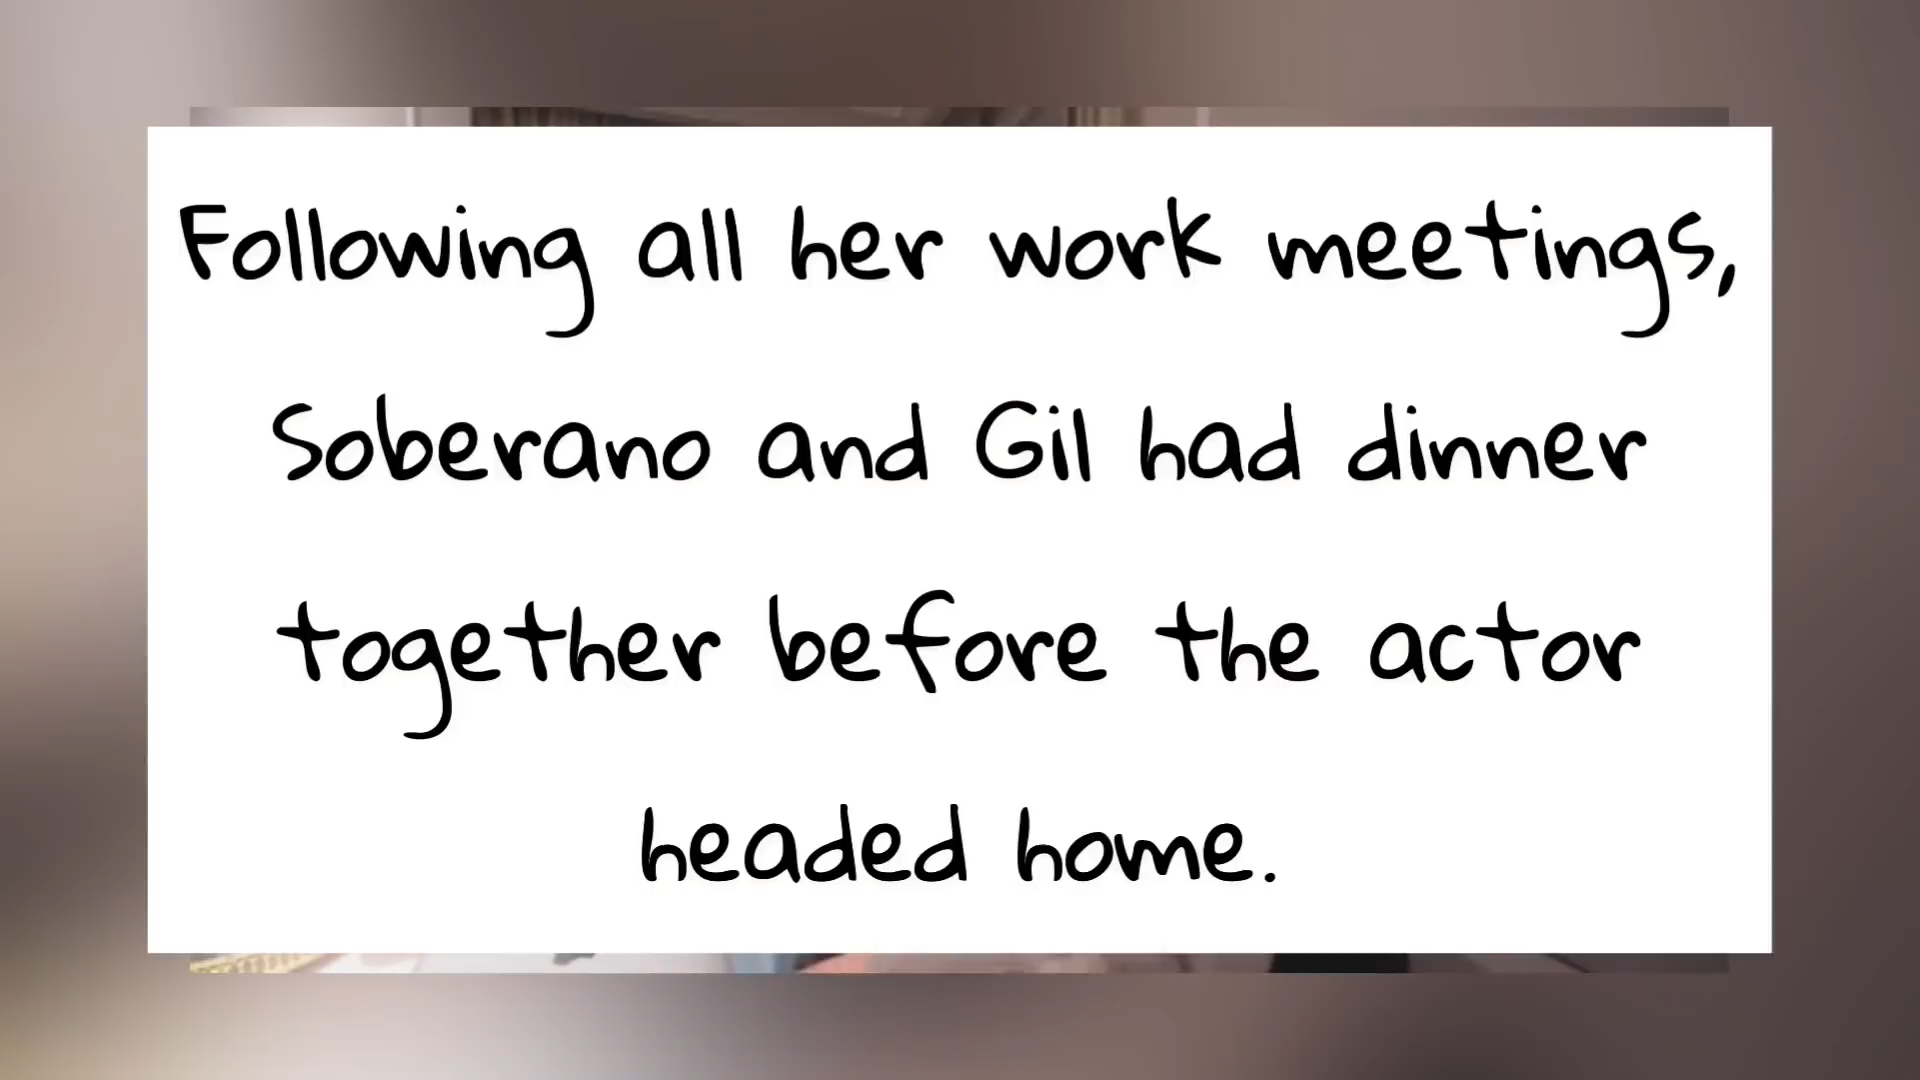 Following all her work meetings,
Soberano and Gil had dinner
together before the actor
headed home.